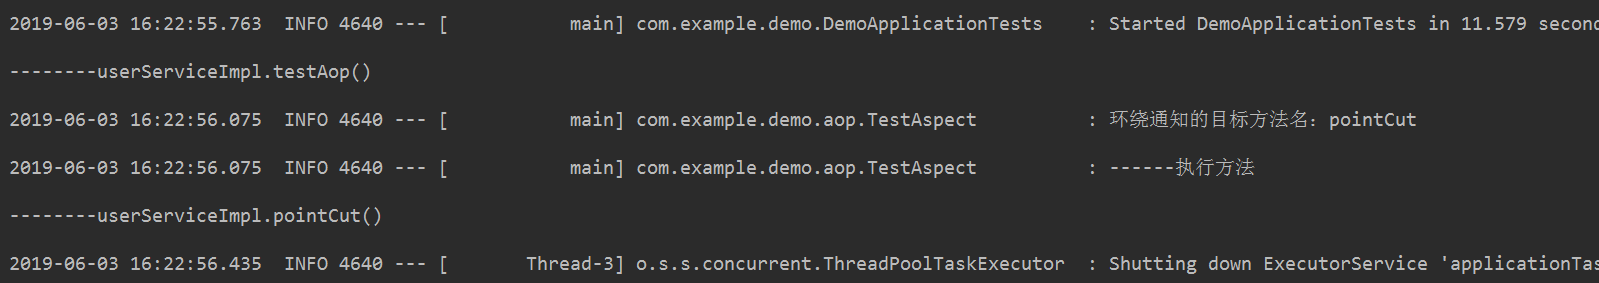 2019-06-03 16:22:55.763  INFO 4640 --- [           main] com.example.demo.DemoApplicationTests    : Started DemoApplicationTests in 11.579 secon
--------userServiceImpl.testAop()
2019-06-03 16:22:56.075  INFO 4640 --- [           main] com.example.demo.aop.TestAspect          : 环绕通知的目标方法名：pointCut
2019-06-03 16:22:56.075  INFO 4640 --- [           main] com.example.demo.aop.TestAspect          : ------执行方法
--------userServiceImpl.pointCut()
2019-06-03 16:22:56.435  INFO 4640 --- [       Thread-3] o.s.s.concurrent.ThreadPoolTaskExecutor  : Shutting down ExecutorService 'applicationTas